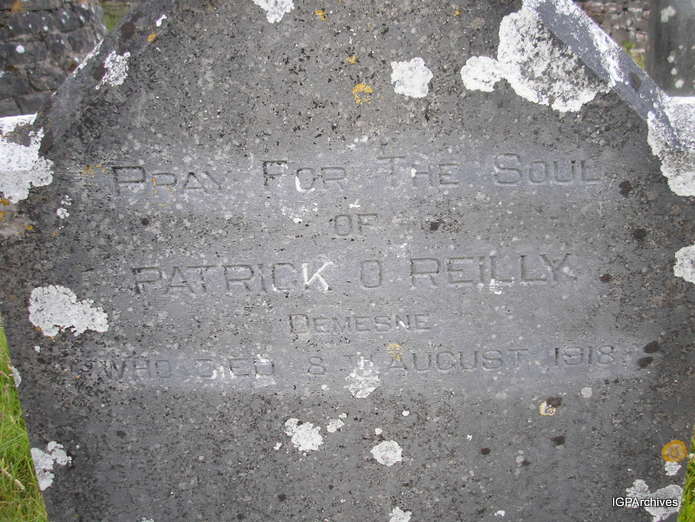 PRAY FOR THE SOUL
OF
PATRICK O REILLY.
DEMESNE
WHO DIED 8TH AUGUST 1918.
IGPArchives